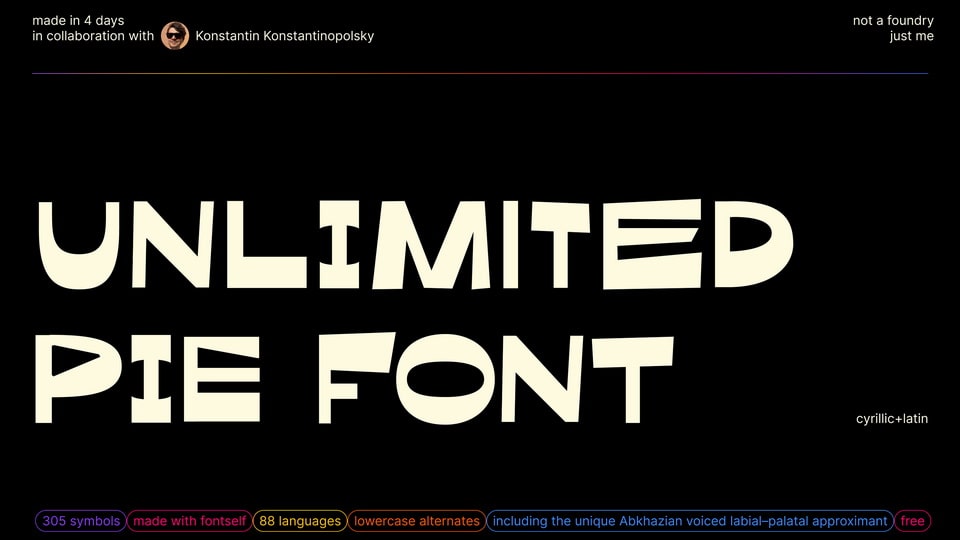 made in 4 days
in collaboration with Konstantin Konstantinopolsky
not a foundry
just me
UNLIMITED
PIE FONT
cyrillic+latin
305 symbols made with fontself 88 languages lowercase alternates including the unique Abkhazian voiced labial–palatal approximant free